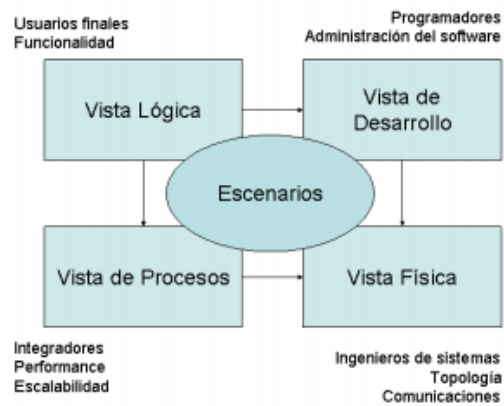 Usuarios finales
Funcionalidad
Programadores
Administración del software
Vista Lógica
Vista de
Desarrollo
Escenarios
Vista de Procesos
Vista Física
Integradores
Performance
Escalabilidad
Ingenieros de sistemas
Topología
Comunicaciones